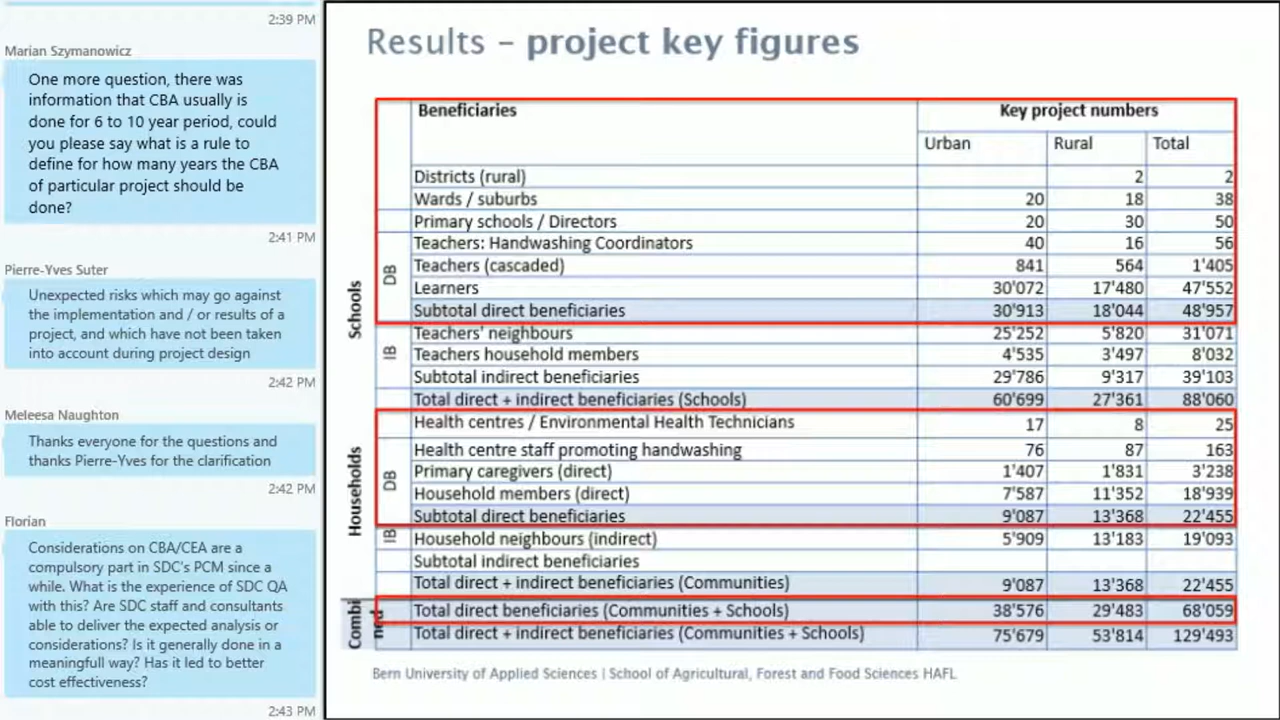 2:39 PM
Marian Szymanowicz
One more question, there was
information that CBA usually is
done for 6 to 10 year period, could
you please say what is a rule to
define for how many years the CBA
of particular project should be
done?
2:41 PM
Pierre-Yves Suter
Unexpected risks which may go against
the implementation and / or results of a
project, and which have not been taken
into account during project design
2:42 PM
Meleesa Naughton
Thanks everyone for the questions and
thanks Pierre-Yves for the clarification
2:42 PM
Florian
Considerations on CBA/CEA are a
compulsory part in SDC's PCM since a
while. What is the experience of SDC QA
with this? Are SDC staff and consultants
able to deliver the expected analysis or
considerations? Is it generally done in a
meaningfull way? Has it led to better
cost effectiveness?
2:43 PM
Results – project key figures
Beneficiaries Key project numbers
Urban Rural Total
Districts (rural) 2 2
Wards / suburbs 20 18 38
Primary schools / Directors 20 30 50
Schools
DB
Teachers: Handwashing Coordinators 40 16 56
Teachers (cascaded) 841 564 1'405
Learners 30'072 17'480 47'552
Subtotal direct beneficiaries 30'913 18'044 48'957
IB
Teachers' neighbours 25'252 5'820 31'071
Teachers household members 4'535 3'497 8'032
Subtotal indirect beneficiaries 29'786 9'317 39'103
Total direct + indirect beneficiaries (Schools) 60'699 27'361 88'060
Households
Health centres / Environmental Health Technicians 17 8 25
DB
Health centre staff promoting handwashing 76 87 163
Primary caregivers (direct) 1'407 1'831 3'238
Household members (direct) 7'587 11'352 18'939
Subtotal direct beneficiaries 9'087 13'368 22'455
IB
Household neighbours (indirect) 5'909 13'183 19'093
Subtotal indirect beneficiaries
Total direct + indirect beneficiaries (Communities) 9'087 13'368 22'455
Combi
ned
Total direct beneficiaries (Communities + Schools) 38'576 29'483 68'059
Total direct + indirect beneficiaries (Communities + Schools) 75'679 53'814 129'493
Bern University of Applied Sciences | School of Agricultural, Forest and Food Sciences HAFL